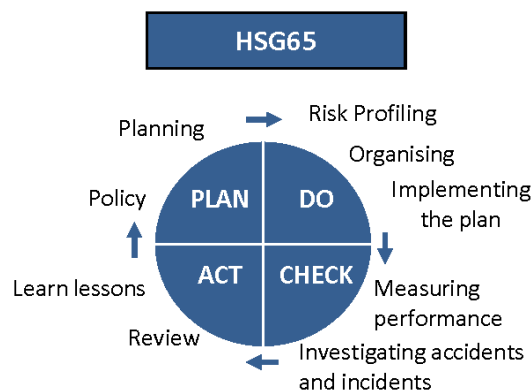 HSG65
Planning
Risk Profiling
Organising
Policy
PLAN
DO
Implementing
the plan
Learn lessons
ACT
CHECK
Measuring
performance
Review
Investigating accidents
and incidents